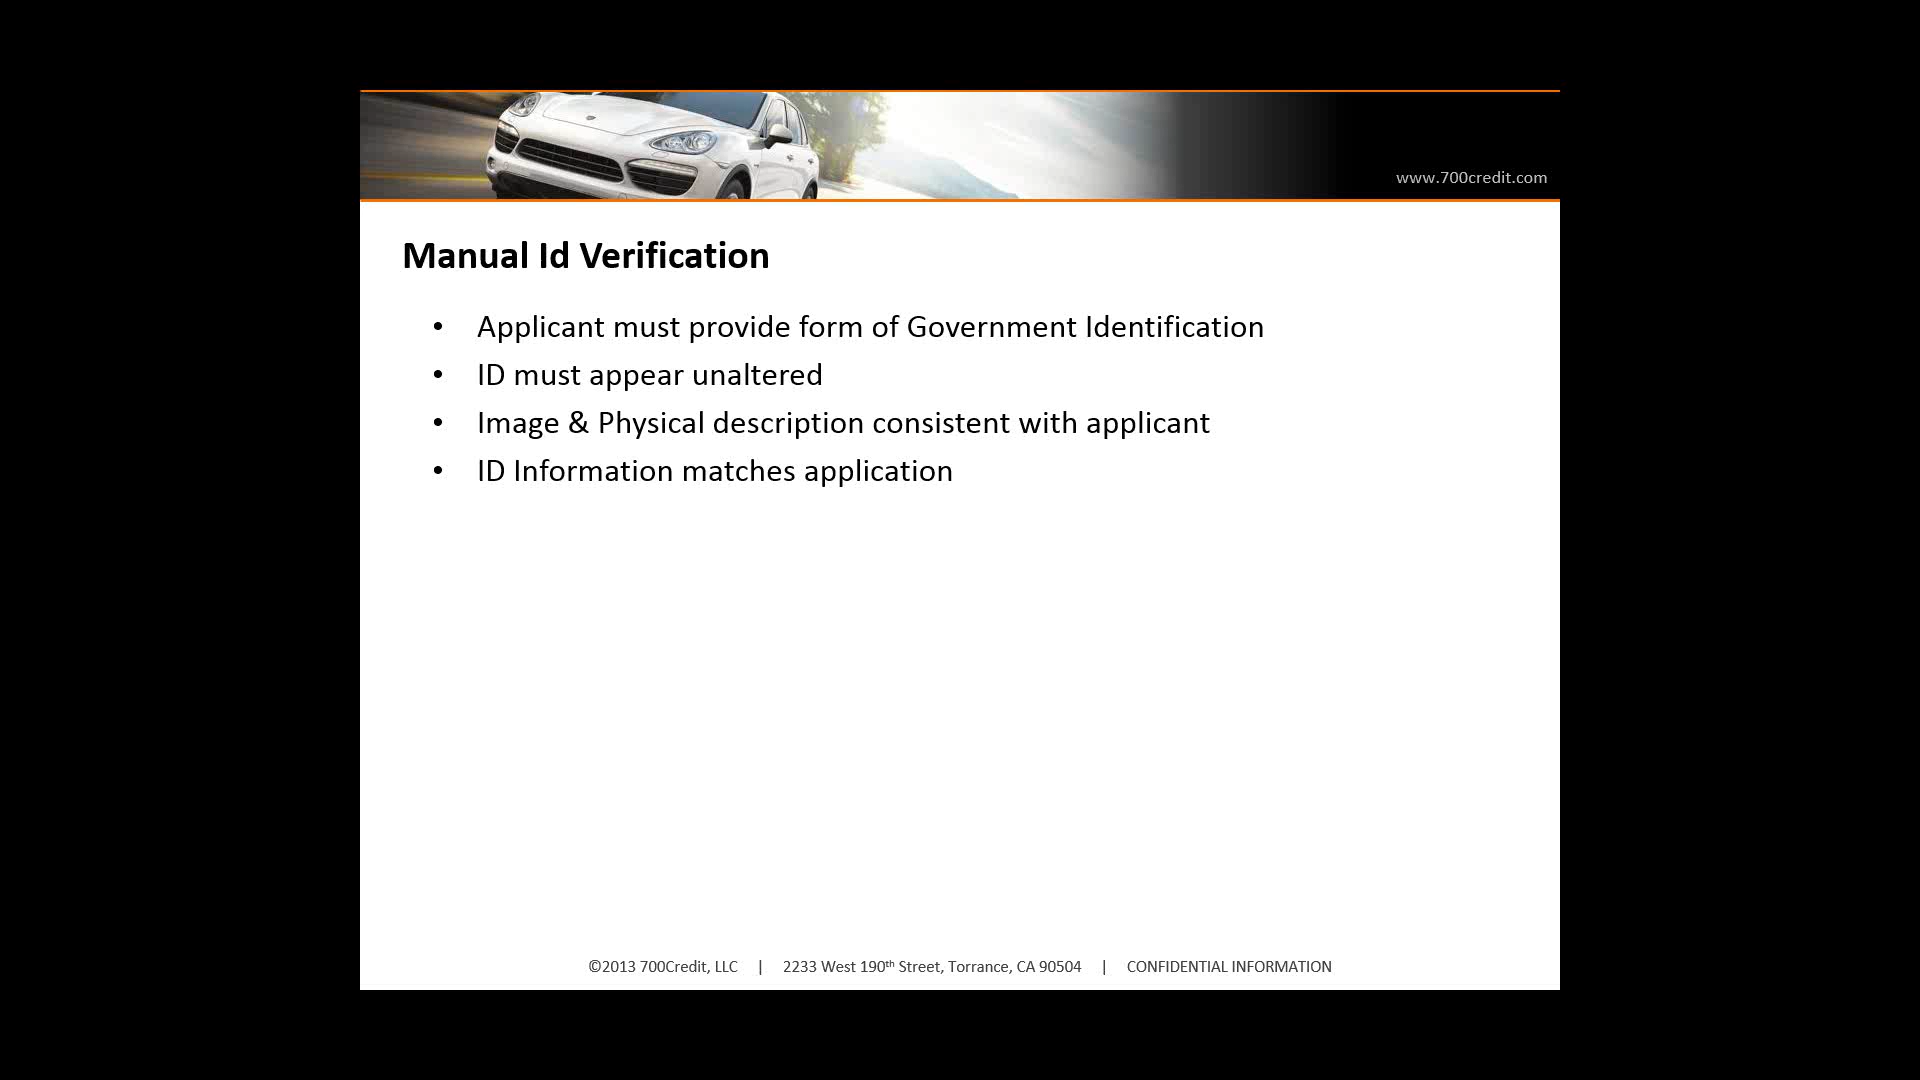 www.700credit.com
Manual Id Verification
• Applicant must provide form of Government Identification
• ID must appear unaltered
• Image & Physical description consistent with applicant
• ID Information matches application
©2013 700Credit, LLC | 2233 West 190th Street, Torrance, CA 90504 | CONFIDENTIAL INFORMATION